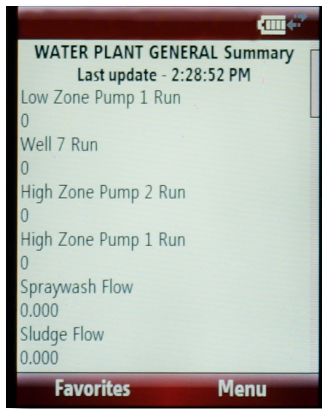 WATER PLANT GENERAL Summary
Last update - 2:28:52 PM
Low Zone Pump 1 Run
0
Well 7 Run
0
High Zone Pump 2 Run
0
High Zone Pump 1 Run
0
Spraywash Flow
0.000
Sludge Flow
0.000
Favorites Menu